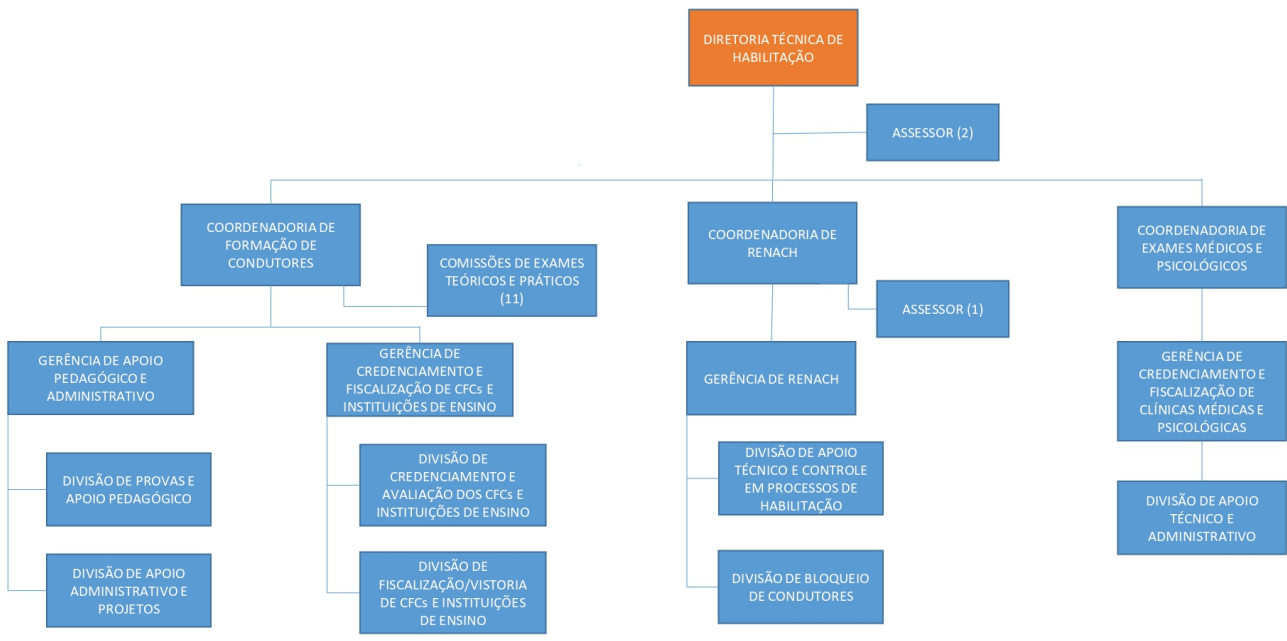 DIRETORIA TÉCNICA DE
HABILITAÇÃO
ASSESSOR (2)
COORDENADORIA DE
FORMAÇÃO DE
CONDUTORES
COMISSÕES DE EXAMES
TEÓRICOS E PRÁTICOS
(11)
COORDENADORIA DE
RENACH
ASSESSOR (1)
COORDENADORIA DE
EXAMES MÉDICOS E
PSICOLÓGICOS
GERÊNCIA DE APOIO
PEDAGÓGICO E
ADMINISTRATIVO
GERÊNCIA DE
CREDENCIAMENTO E
FISCALIZAÇÃO DE CFCs E
INSTITUIÇÕES DE ENSINO
GERÊNCIA DE RENACH
GERÊNCIA DE
CREDENCIAMENTO E
FISCALIZAÇÃO DE
CLÍNICAS MÉDICAS E
PSICOLÓGICAS
DIVISÃO DE PROVAS E
APOIO PEDAGÓGICO
DIVISÃO DE
CREDENCIAMENTO E
AVALIAÇÃO DOS CFCs E
INSTITUIÇÕES DE ENSINO
DIVISÃO DE APOIO
TÉCNICO E CONTROLE
EM PROCESSOS DE
HABILITAÇÃO
DIVISÃO DE APOIO
TÉCNICO E
ADMINISTRATIVO
DIVISÃO DE APOIO
ADMINISTRATIVO E
PROJETOS
DIVISÃO DE
FISCALIZAÇÃO/VISTORIA
DE CFCs E INSTITUIÇÕES
DE ENSINO
DIVISÃO DE BLOQUEIO
DE CONDUTORES